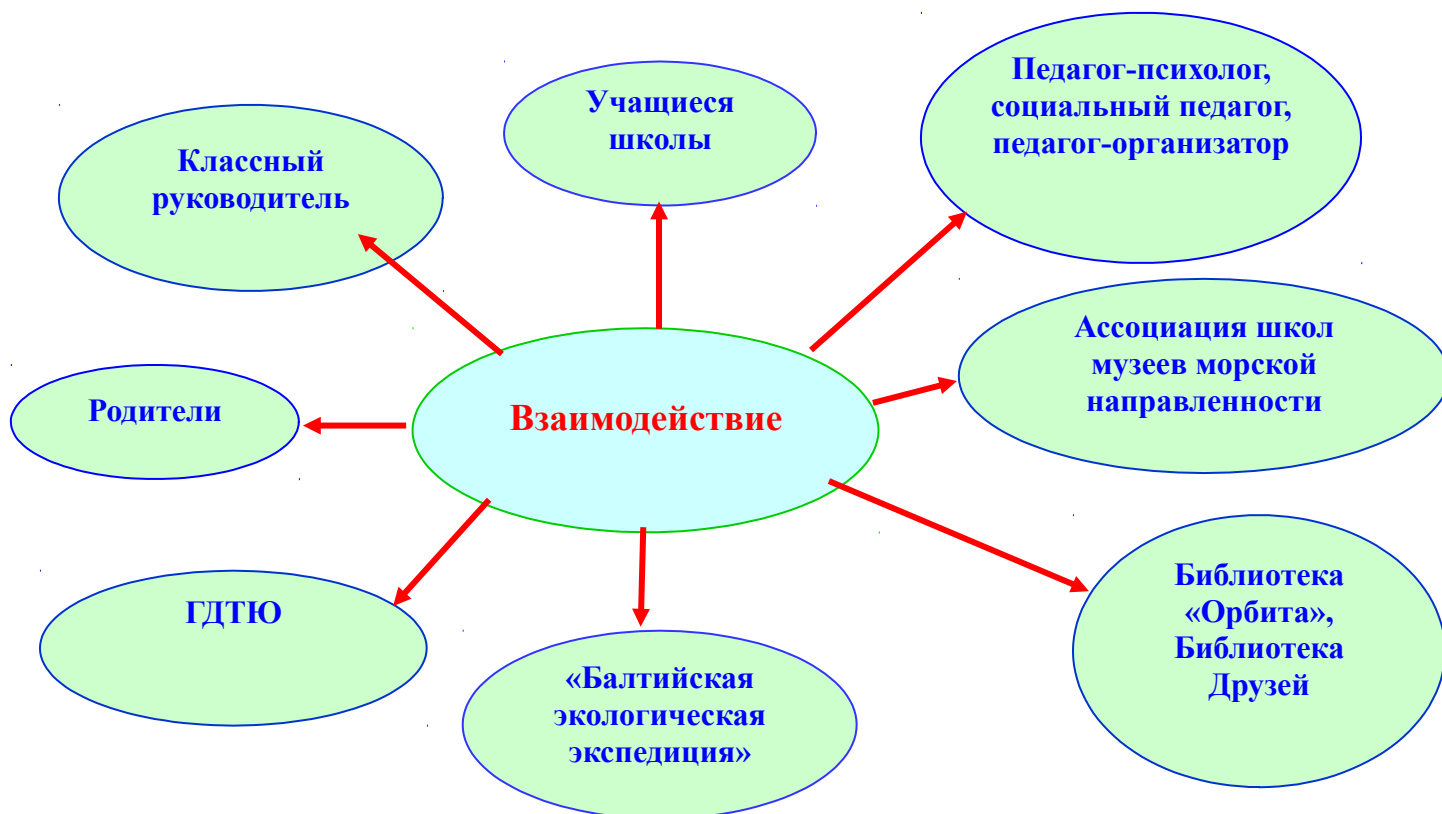 Педагог-психолог,
социальный педагог,
педагог-организатор
Учащиеся
школы
Классный
руководитель
Ассоциация школ
музеев морской
направленности
Родители
Взаимодействие
Библиотека
«Орбита»,
Библиотека
Друзей
ГДТЮ
«Балтийская
экологическая
экспедиция»